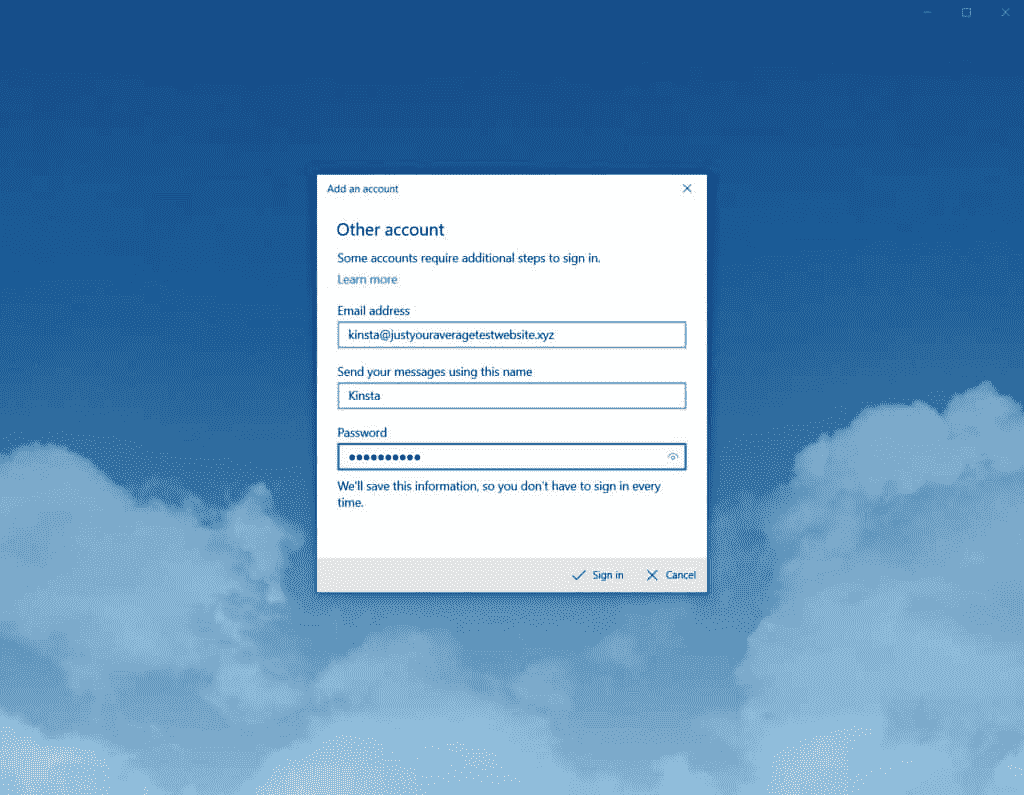 Add an account
Other account
Some accounts require additional steps to sign in.
Learn more
Email address
kinsta@justyouraveragetestwebsite.xyz
Send your messages using this name
Kinsta
Password
••••••••••
We'll save this information, so you don't have to sign in every
time.
Sign in
Cancel